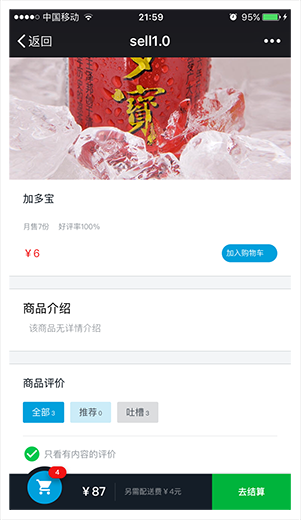 中国移动 21:59 95%
返回 sell1.0
多
寶
加多宝
月售7份 好评率100%
￥6 加入购物车
商品介绍
该商品无详情介绍
商品评价
全部 3 推荐 0 吐槽 3
只看有内容的评价
4
￥87 另需配送费￥4元 去结算